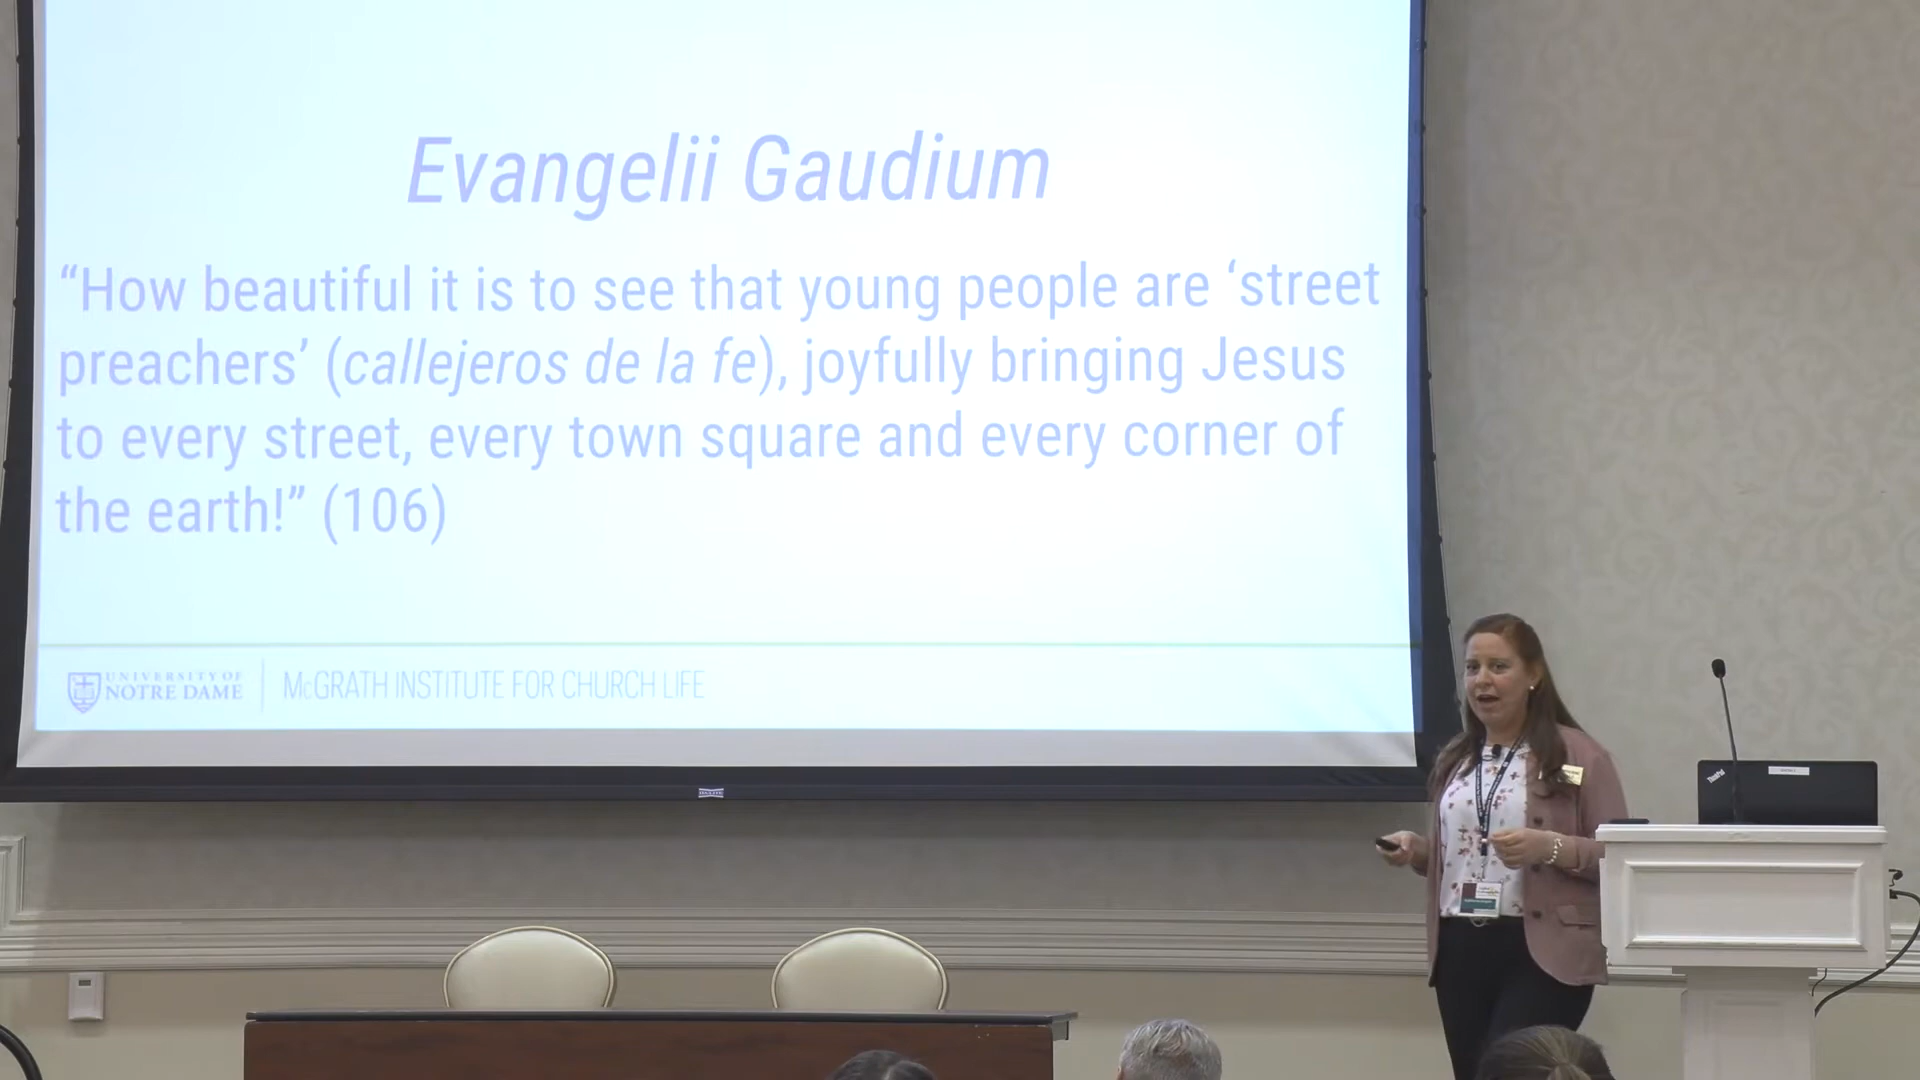 Evangelii Gaudium
“How beautiful it is to see that young people are ‘street
preachers’ (callejeros de la fe), joyfully bringing Jesus
to every street, every town square and every corner of
the earth!” (106)
UNIVERSITY OF
NOTRE DAME
McGRATH INSTITUTE FOR CHURCH LIFE
ThinkPad